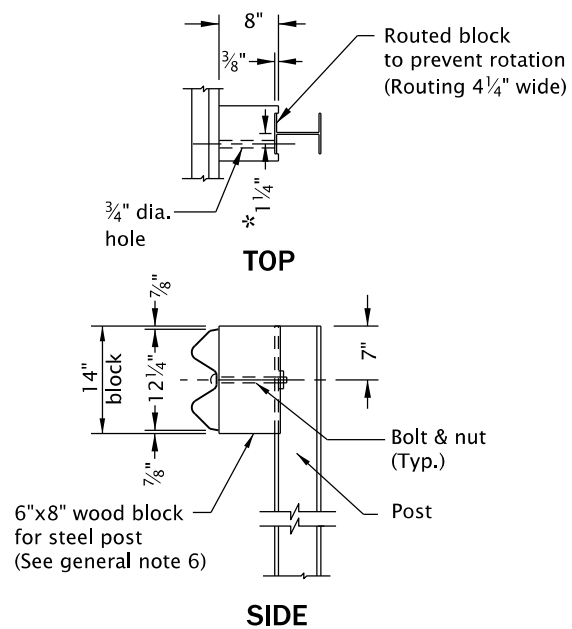 8"
3/8"
Routed block
to prevent rotation
(Routing 4 1/4" wide)
3/4" dia.
hole
* 1 1/4"
TOP
7/8"
14"
block
12 1/4"
7"
7/8"
Bolt & nut
(Typ.)
Post
6"x8" wood block
for steel post
(See general note 6)
SIDE